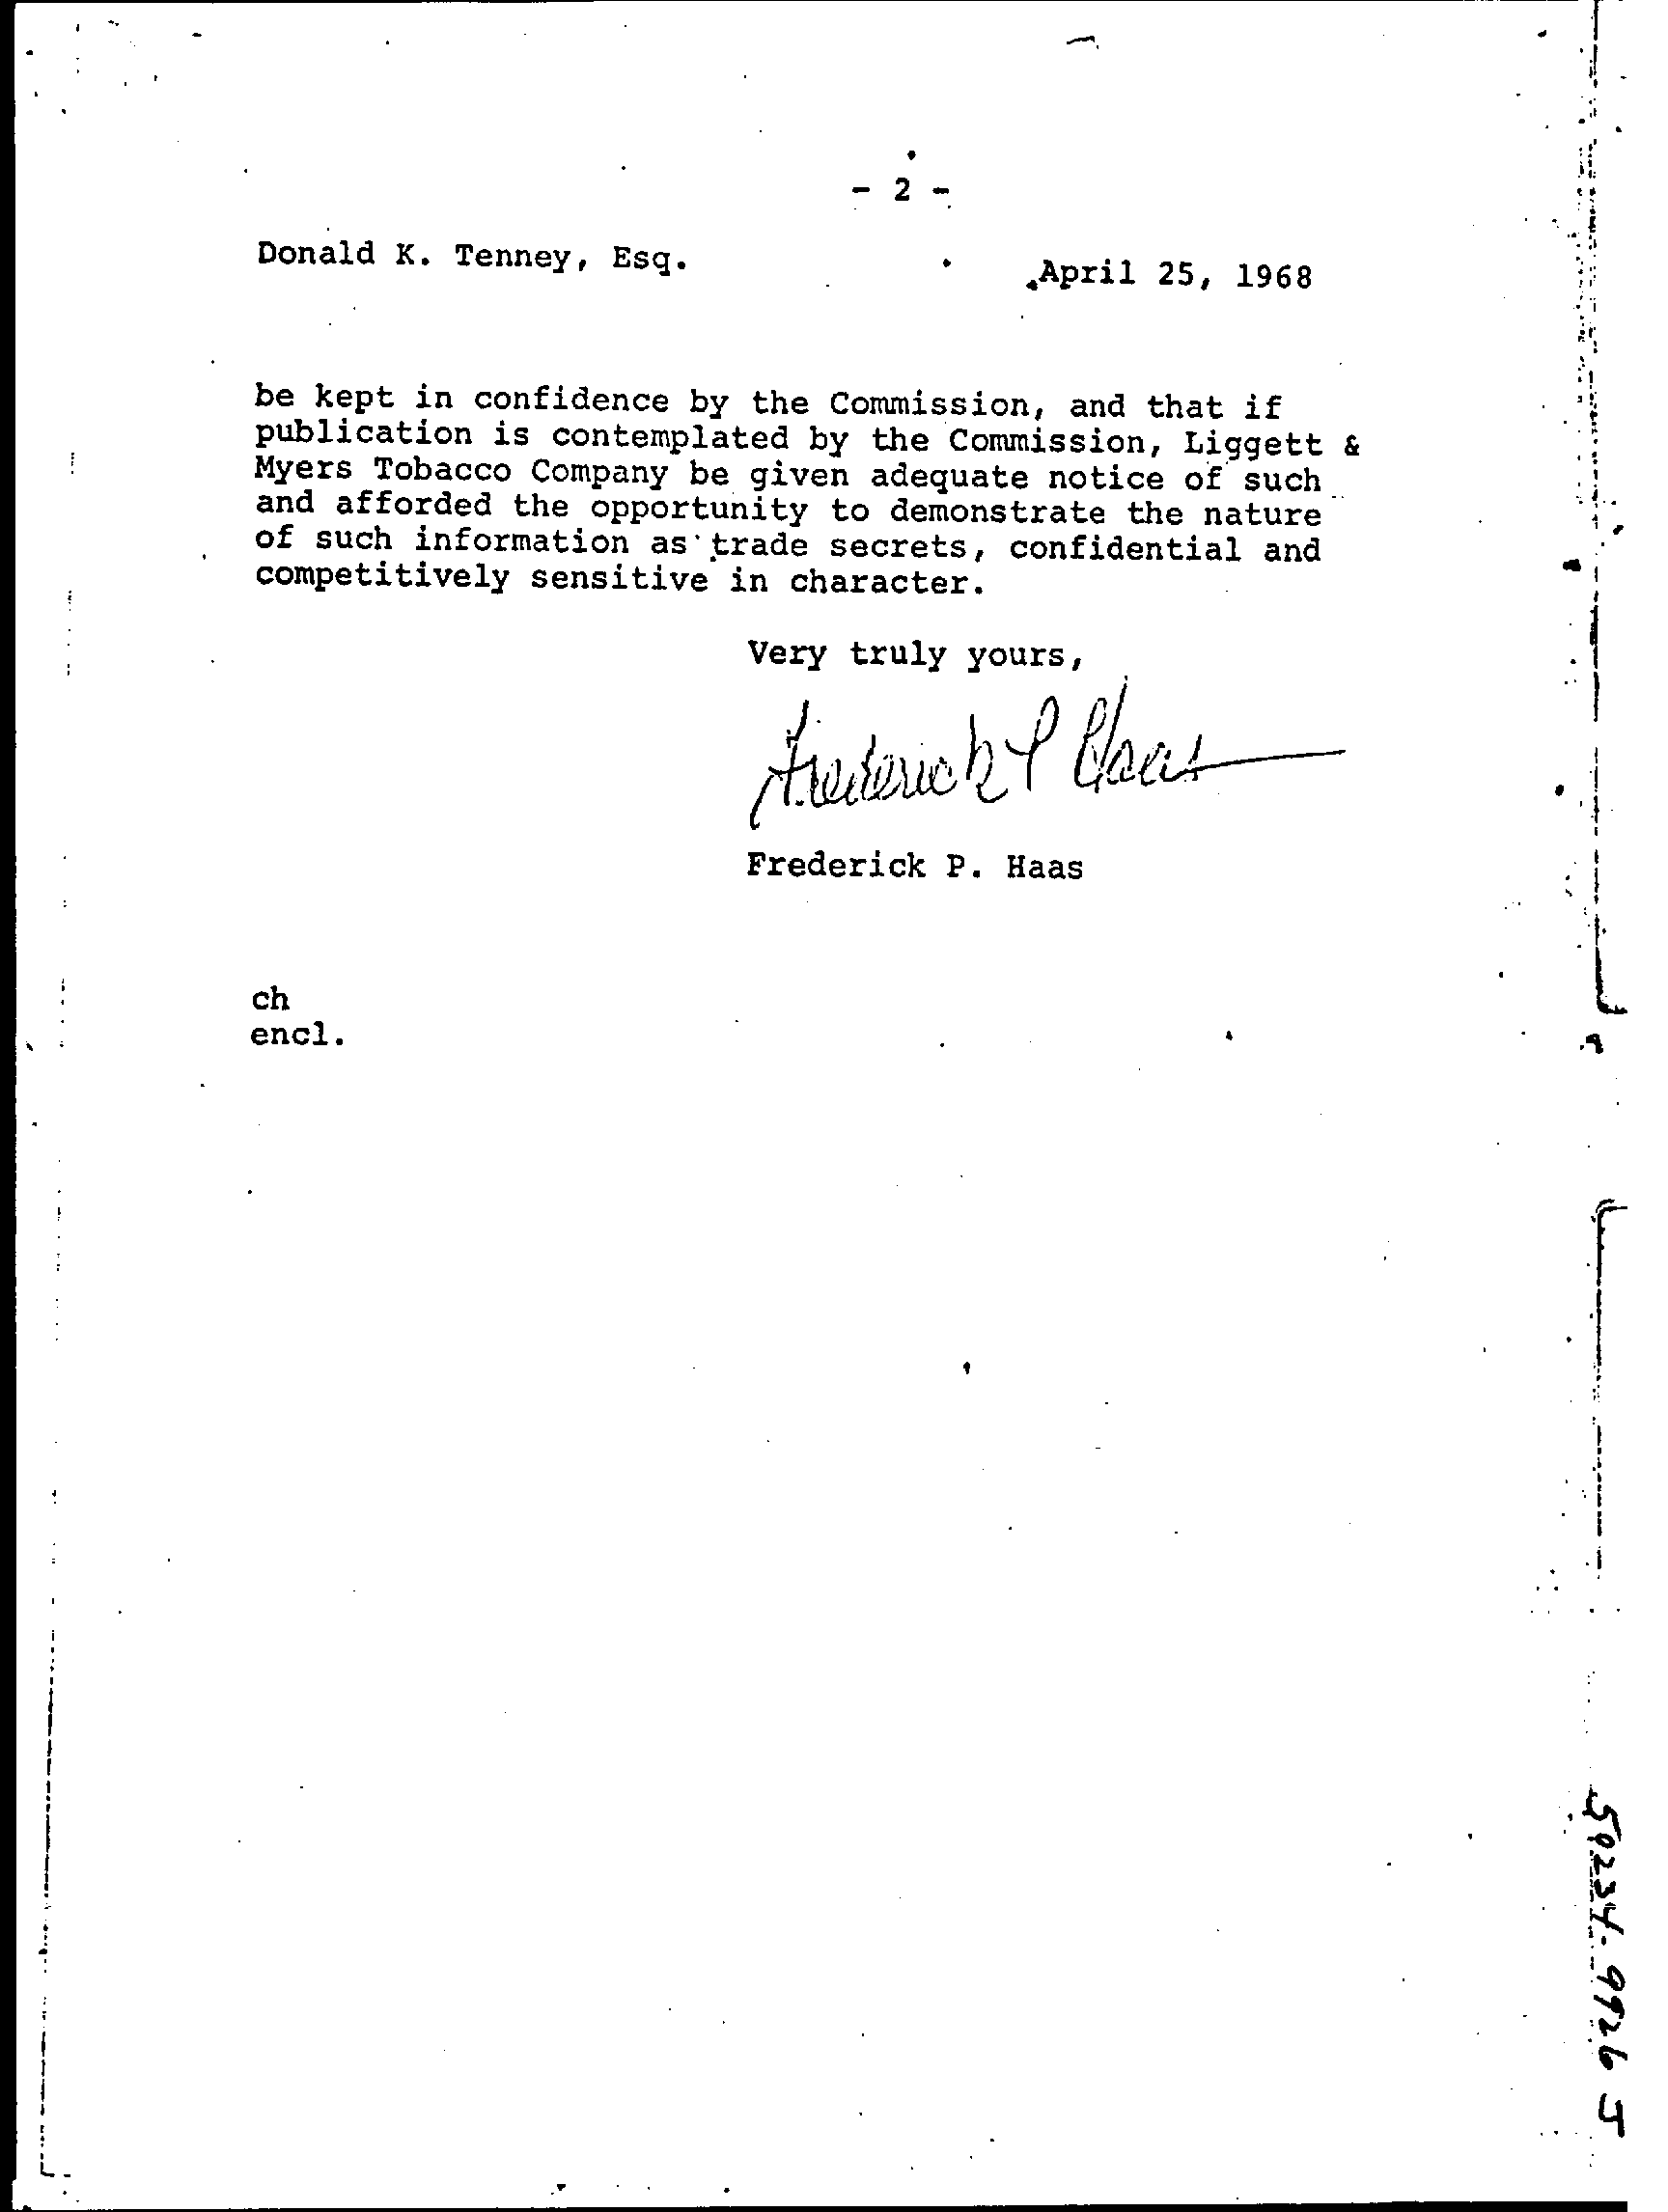 - 2 -
Donald K. Tenney, Esq.
April 25, 1968
be kept in confidence by the Commission, and that if
publication is contemplated by the Commission, Liggett &
Myers Tobacco Company be given adequate notice of such
and afforded the opportunity to demonstrate the nature
of such information as trade secrets, confidential and
competitively sensitive in character.
Very truly yours,
Frederick P Haas
Frederick P. Haas
ch
encl.
50234 9926 J